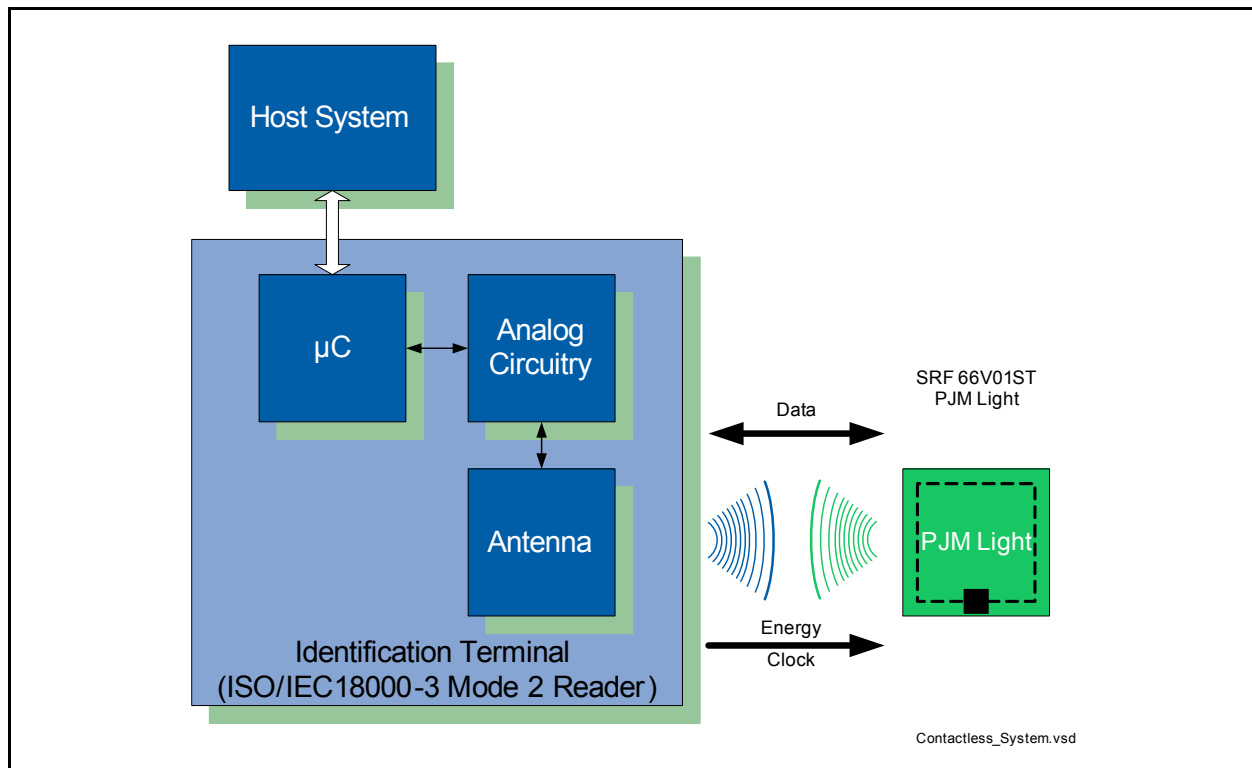 Host System
µC
Analog
Circuitry
Antenna
Identification Terminal
(ISO/IEC18000-3 Mode 2 Reader)
SRF 66V01ST
PJM Light
Data
PJM Light
Energy
Clock
Contactless_System.vsd